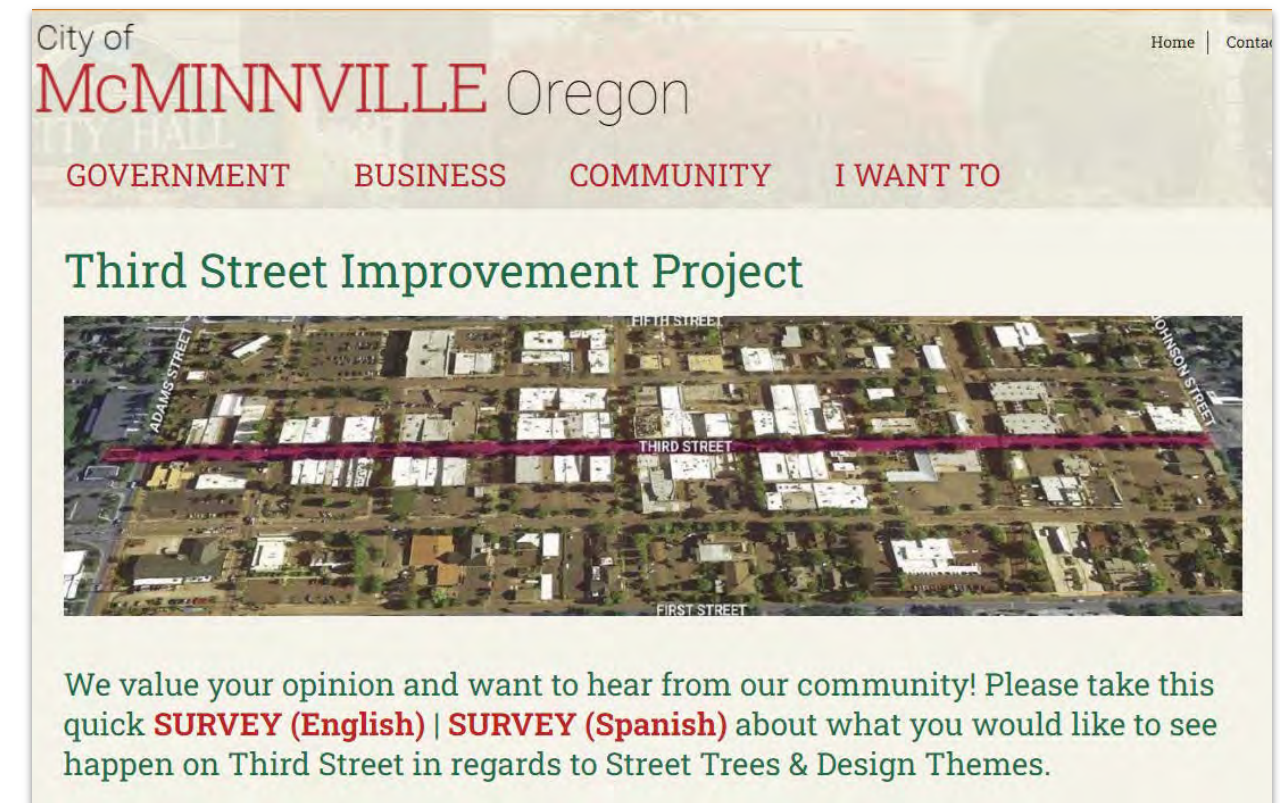 City of
Home | Contac
McMINNVILLE Oregon
CITY HALL
GOVERNMENT BUSINESS COMMUNITY I WANT TO
Third Street Improvement Project
FIFTH STREET
ADAMS STREET
JOHNSON STREET
THIRD STREET
FIRST STREET
We value your opinion and want to hear from our community! Please take this
quick SURVEY (English) | SURVEY (Spanish) about what you would like to see
happen on Third Street in regards to Street Trees & Design Themes.